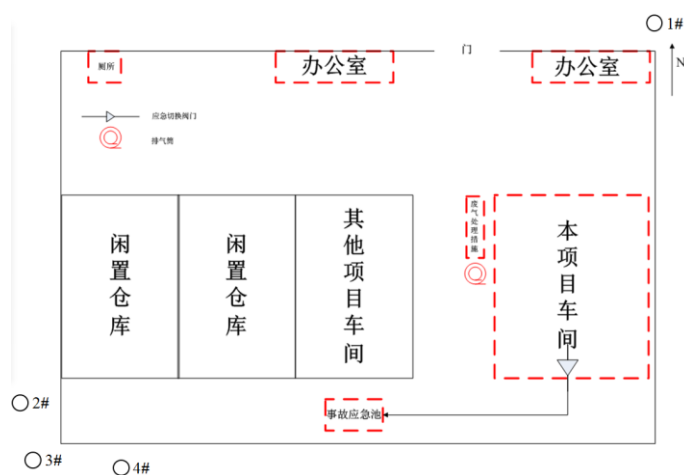 1#
门
N
厕所
办公室
办公室
应急切换阀门
排气筒
闲置仓库
闲置仓库
其他项目车间
废气处理措施
本项目车间
2#
事故应急池
3#
4#